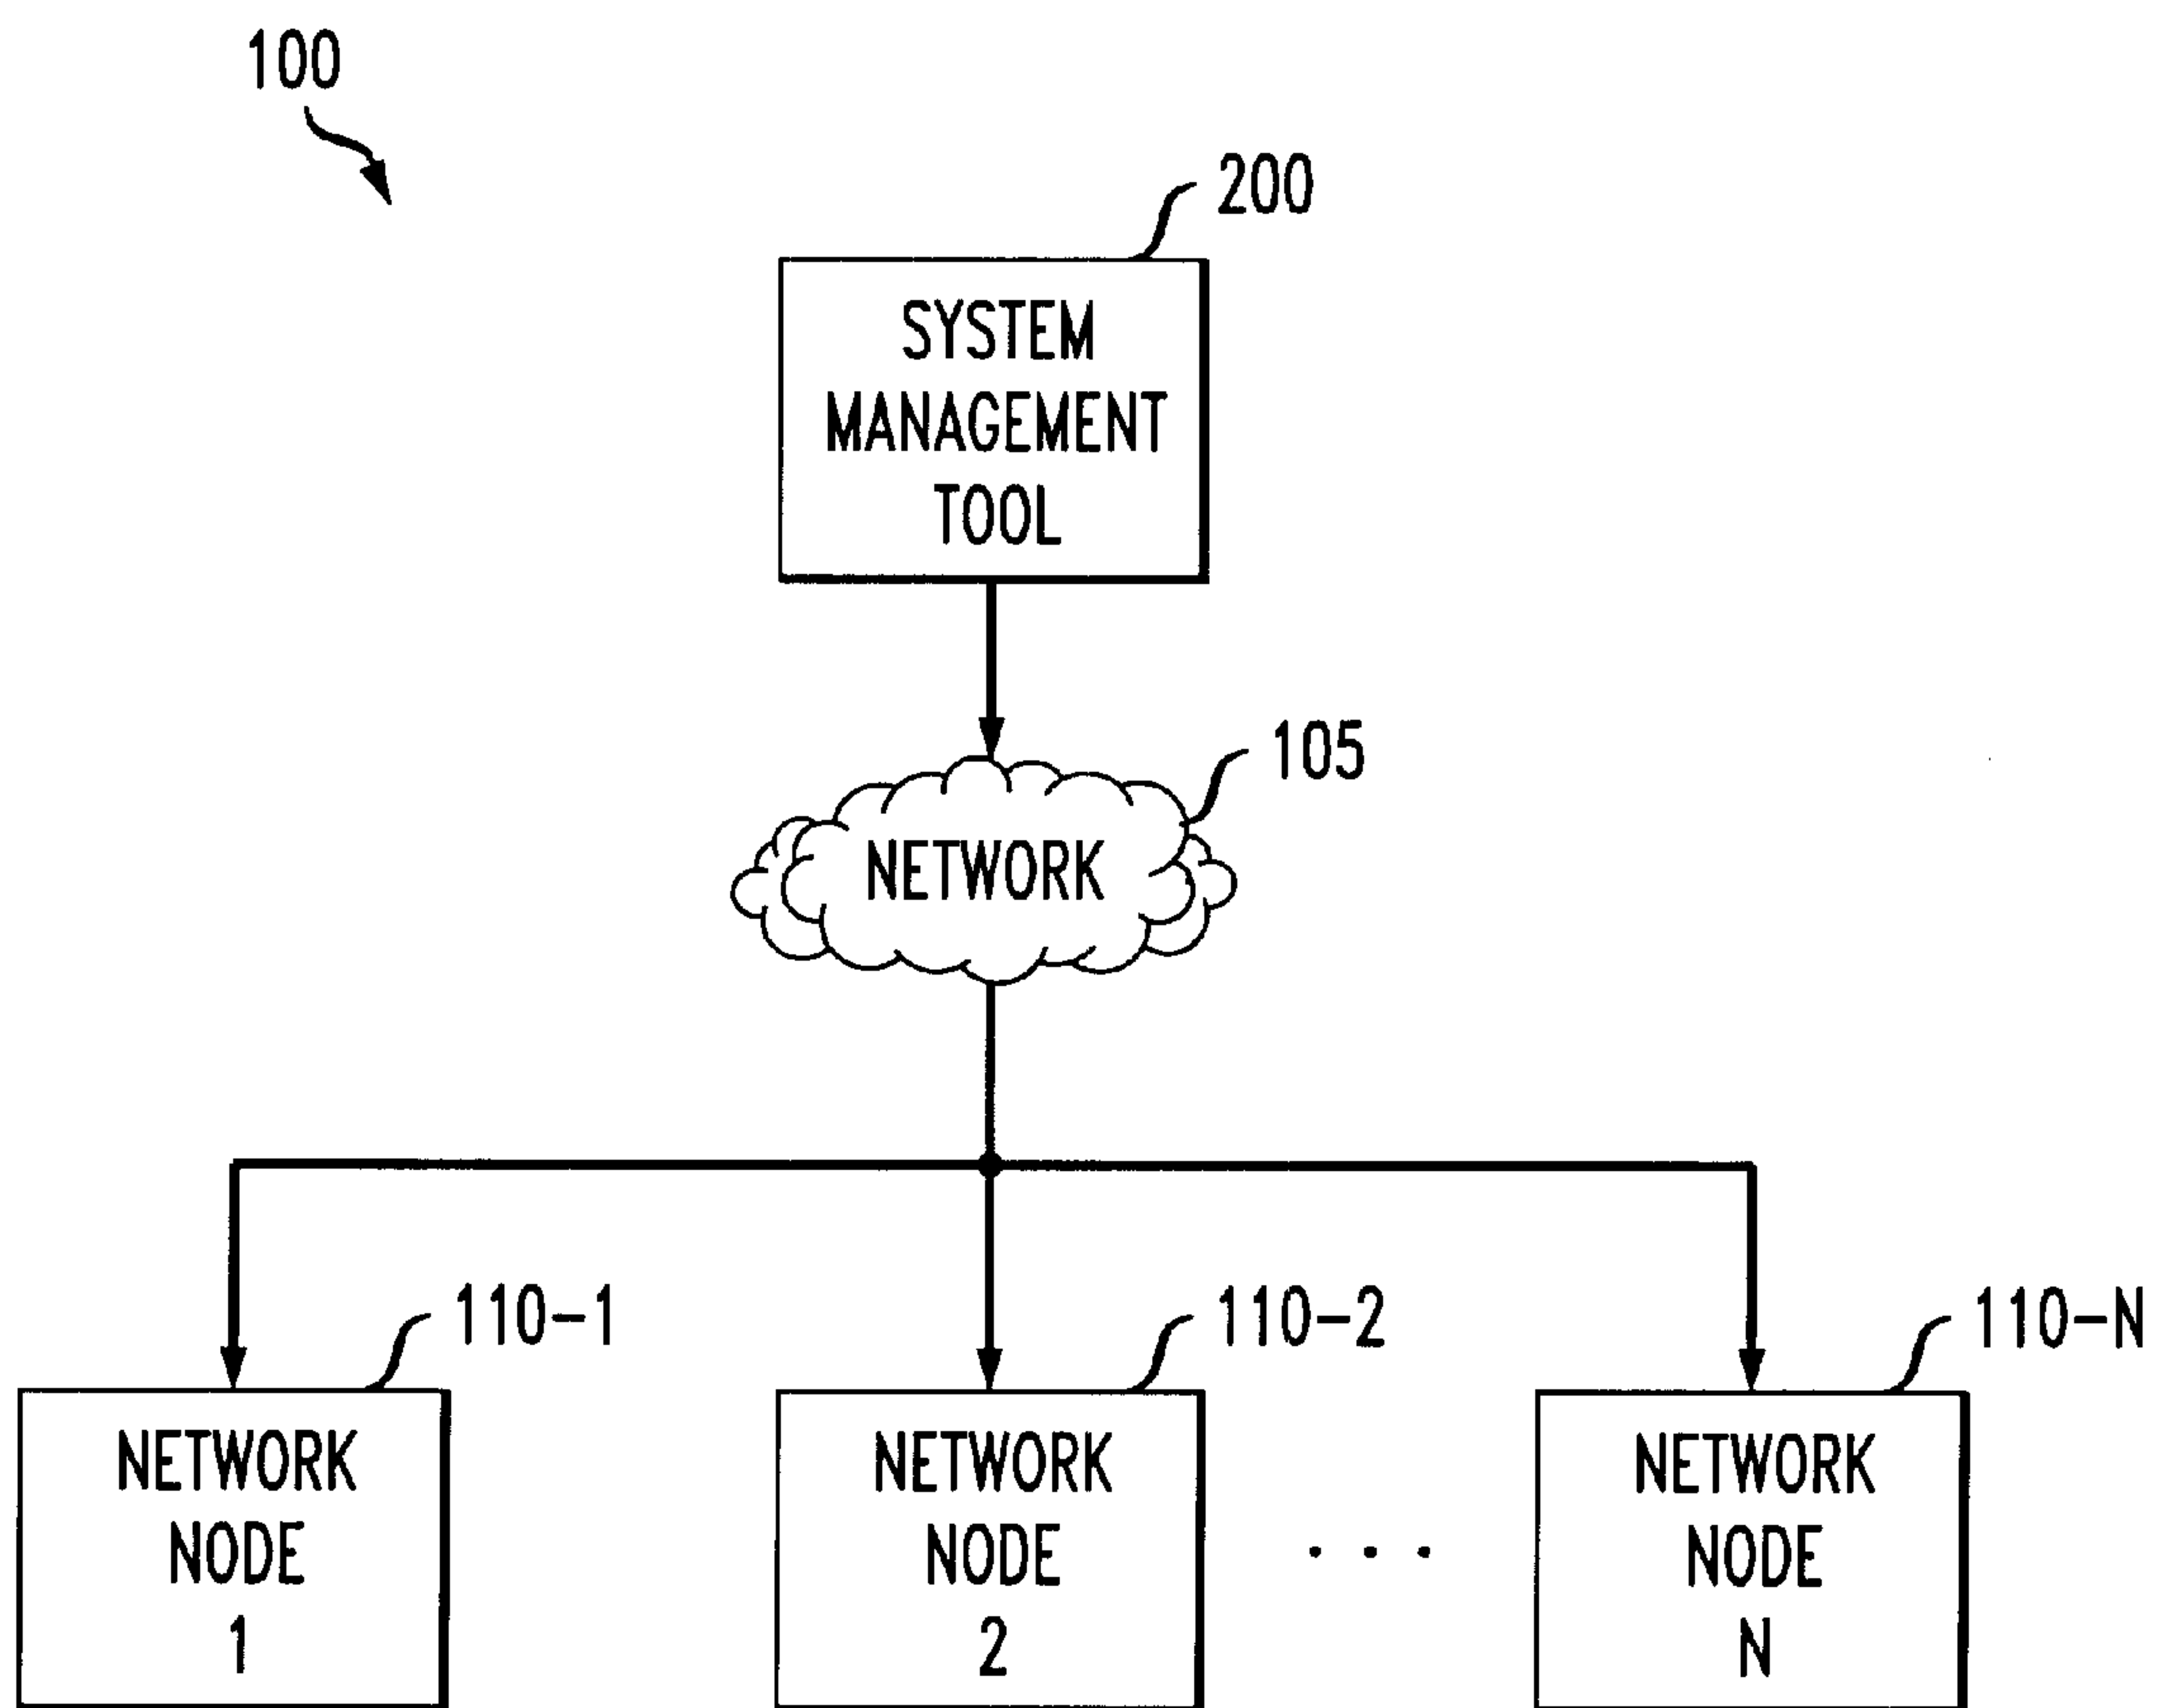 100
200
SYSTEM
MANAGEMENT
TOOL
105
NETWORK
110-1
110-2
110-N
NETWORK
NODE
1
NETWORK
NODE
2
. . .
NETWORK
NODE
N